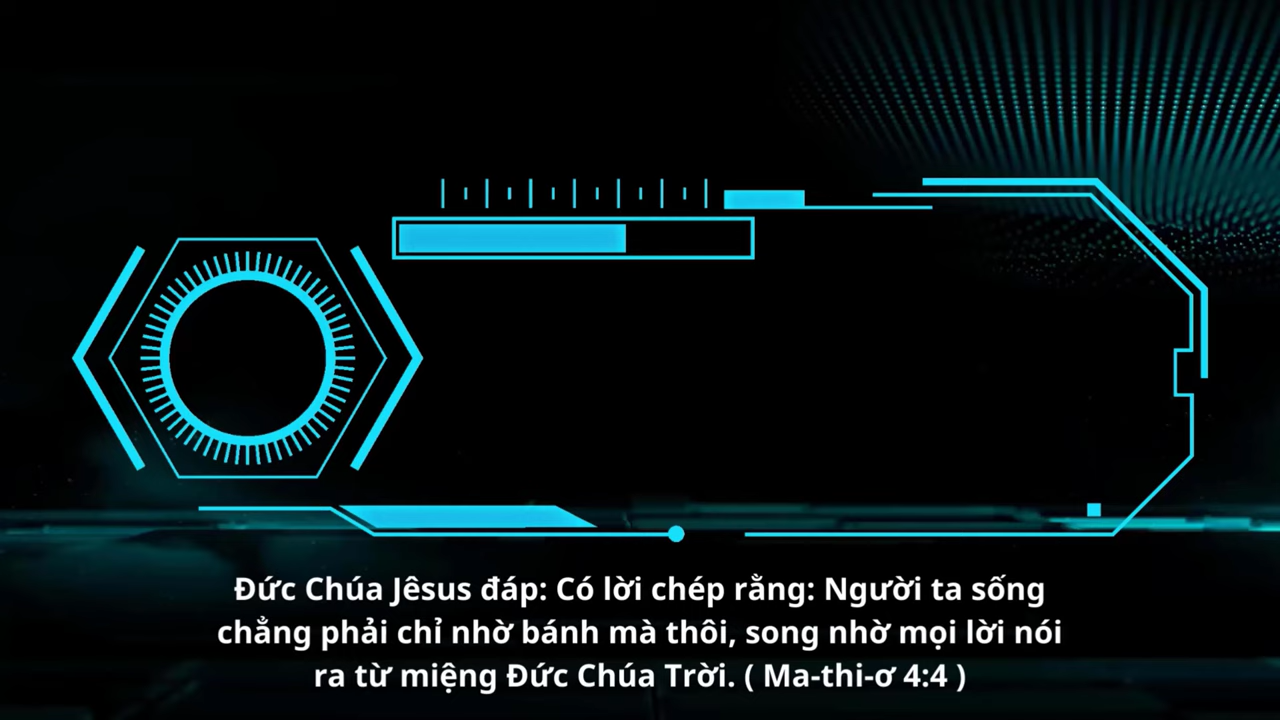 Đức Chúa Jêsus đáp: Có lời chép rằng: Người ta sống
chẳng phải chỉ nhờ bánh mà thôi, song nhờ mọi lời nói
ra từ miệng Đức Chúa Trời. ( Ma-thi-ơ 4:4 )